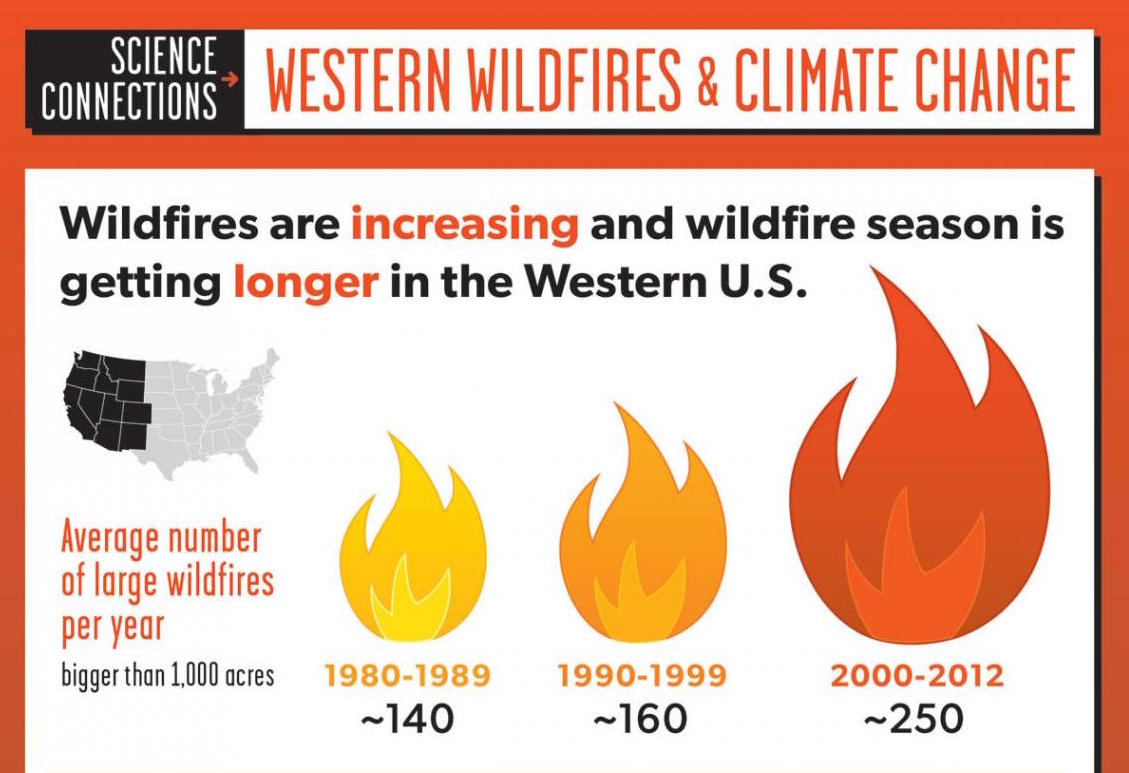 SCIENCE
CONNECTIONS
WESTERN WILDFIRES & CLIMATE CHANGE
Wildfires are increasing and wildfire season is
getting longer in the Western U.S.
Average number
of large wildfires
per year
bigger than 1,000 acres
1980-1989
~140
1990-1999
~160
2000-2012
~250